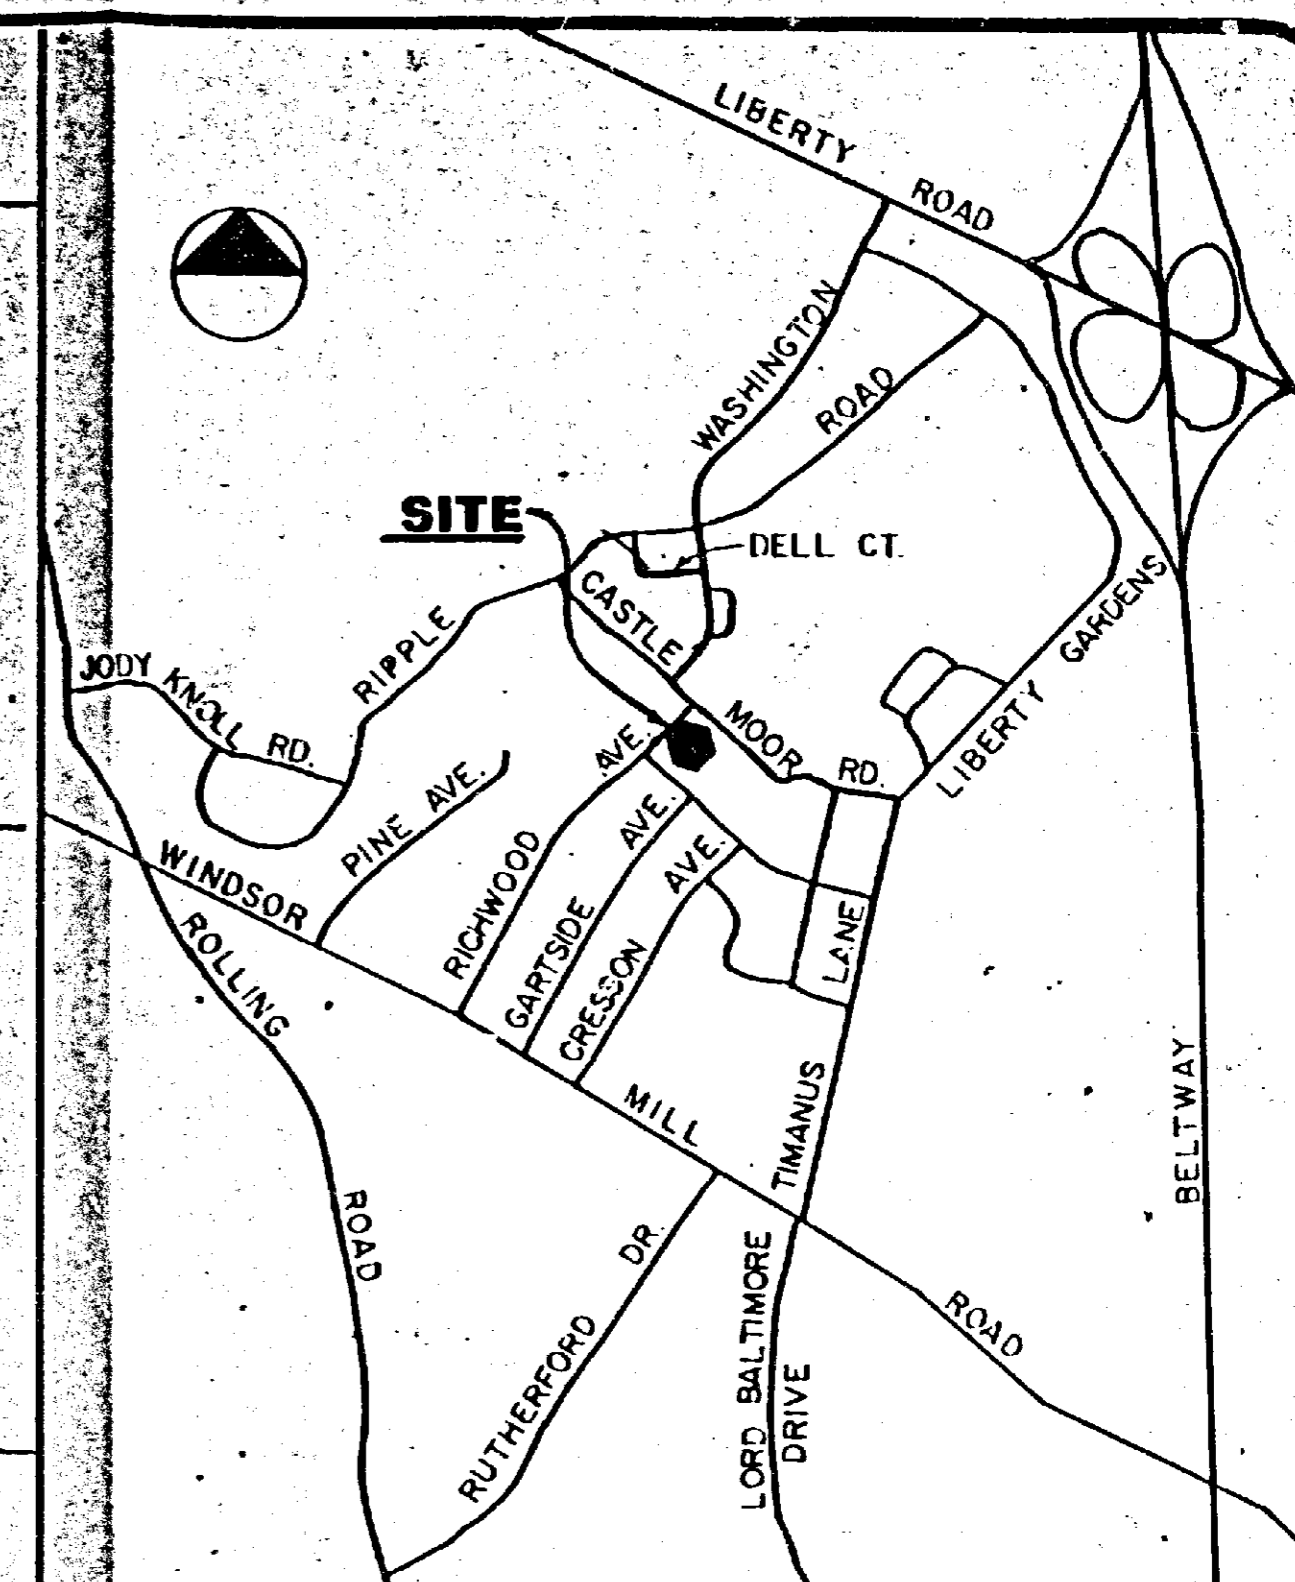 LIBERTY ROAD
WASHINGTON
ROAD
SITE
DELL CT.
CASTLE MOOR RD.
LIBERTY GARDENS
RIPPLE
JODY KNOLL RD.
PINE AVE.
RICHWOOD AVE.
GARTSIDE AVE.
CRESSON AVE.
TIMANUS LANE
WINDSOR MILL ROAD
ROLLING ROAD
BELTWAY
RUTHERFORD DR.
LORD BALTIMORE
DRIVE